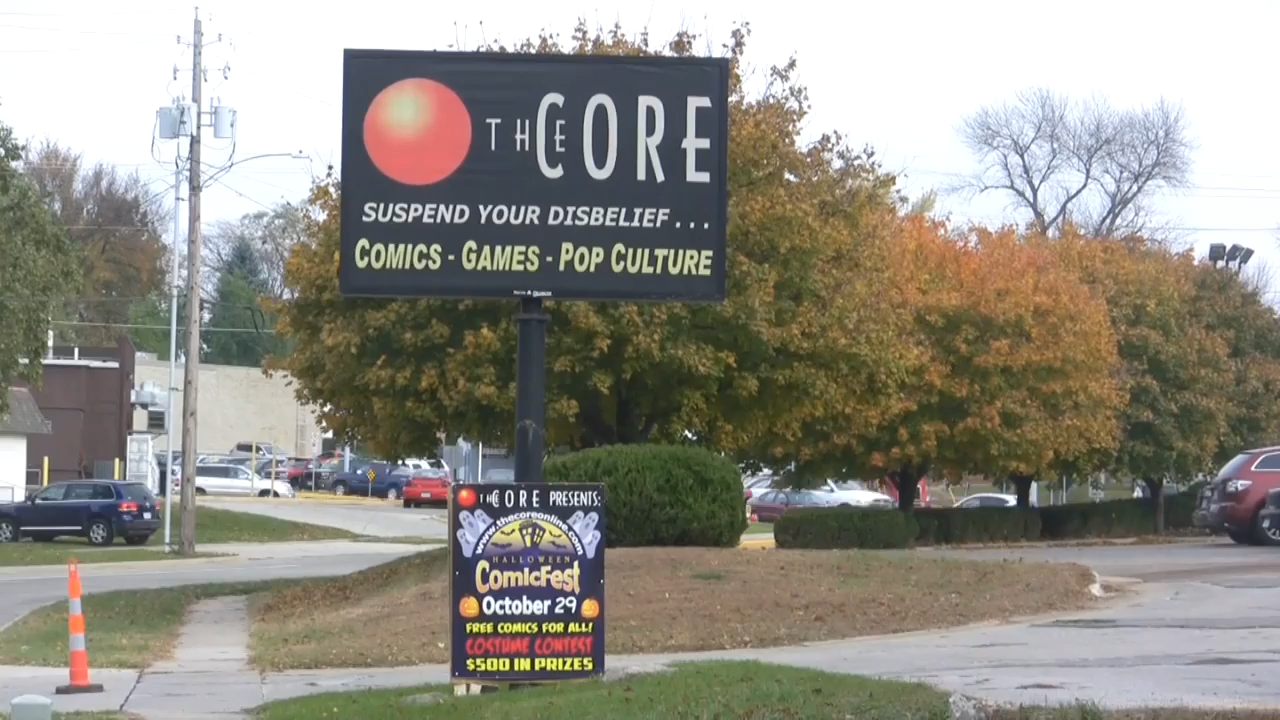 THE CORE
SUSPEND YOUR DISBELIEF...
COMICS - GAMES - POP CULTURE
THE CORE PRESENTS:
www.thecoreonline.com
HALLOWEEN
COMICFEST
October 29
FREE COMICS FOR ALL!
COSTUME CONTEST
$500 IN PRIZES